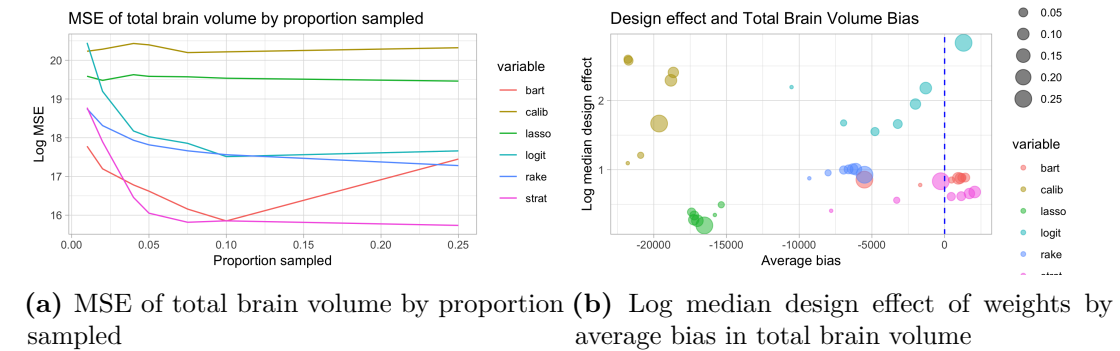 MSE of total brain volume by proportion sampled
Log MSE
20
19
18
17
16
0.00
0.05
0.10
0.15
0.20
0.25
Proportion sampled
variable
bart
calib
lasso
logit
rake
strat
Design effect and Total Brain Volume Bias
Log median design effect
2
1
-20000
-15000
-10000
-5000
0
Average bias
0.05
0.10
0.15
0.20
0.25
variable
bart
calib
lasso
logit
rake
strat
(a) MSE of total brain volume by proportion
sampled
(b) Log median design effect of weights by
average bias in total brain volume